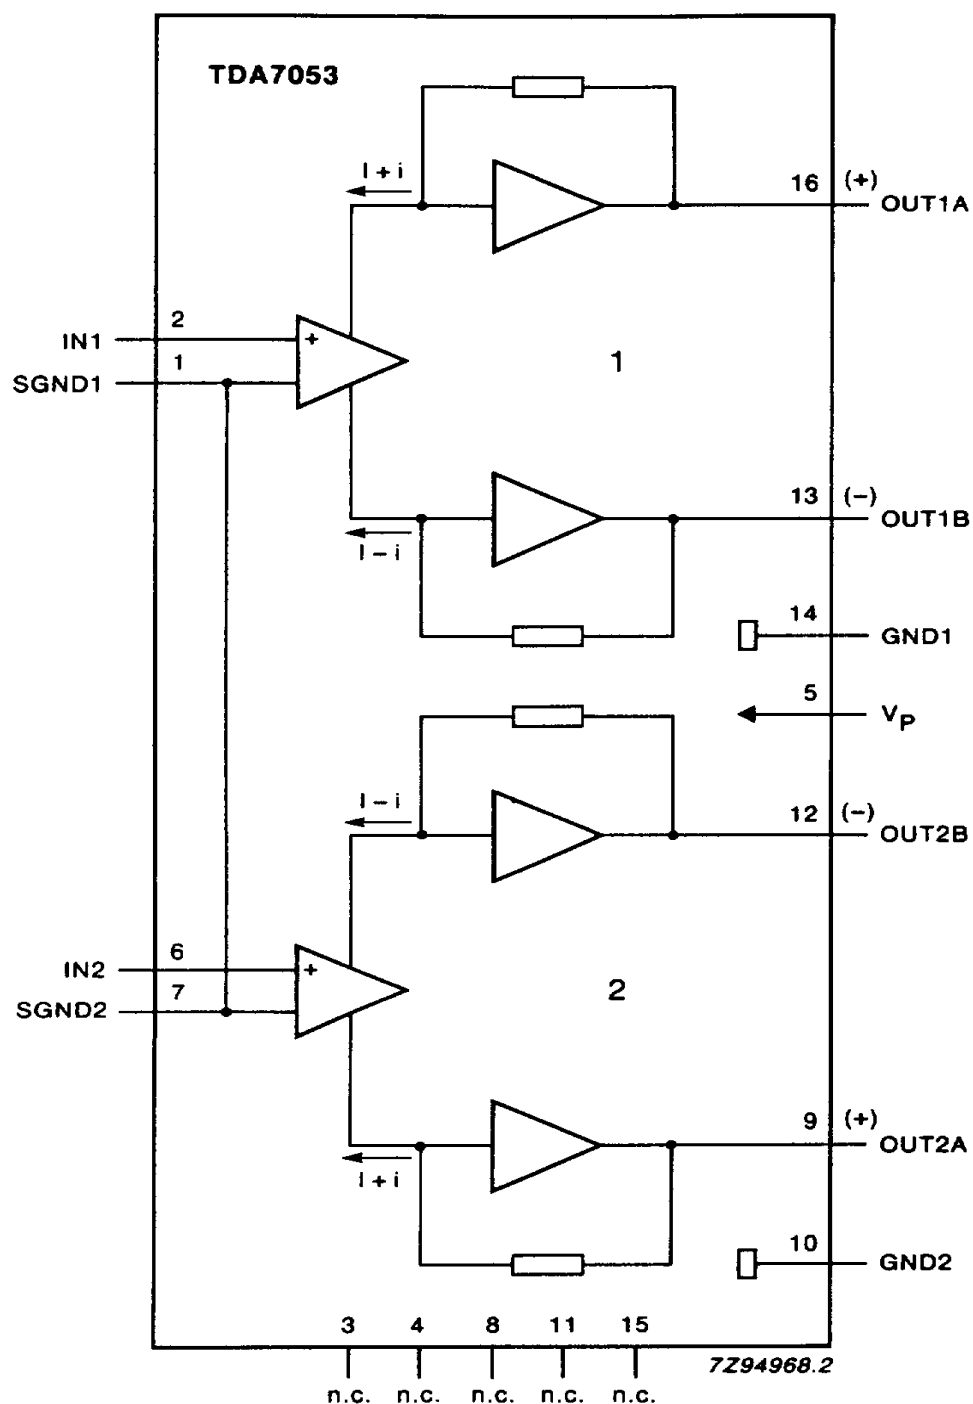 TDA7053
I + i
16 (+)
OUT1A
2
IN1
+
1
1
SGND1
13 (−)
OUT1B
I − i
14
GND1
5
VP
I − i
12 (−)
OUT2B
6
IN2
+
7
2
SGND2
9 (+)
OUT2A
I + i
10
GND2
3 4 8 11 15
7Z94968.2
n.c. n.c. n.c. n.c. n.c.